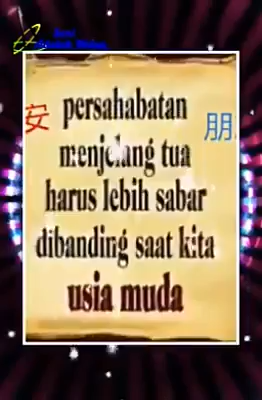 安
朋
persahabatan
menjelang tua
harus lebih sabar
dibanding saat kita
usia muda